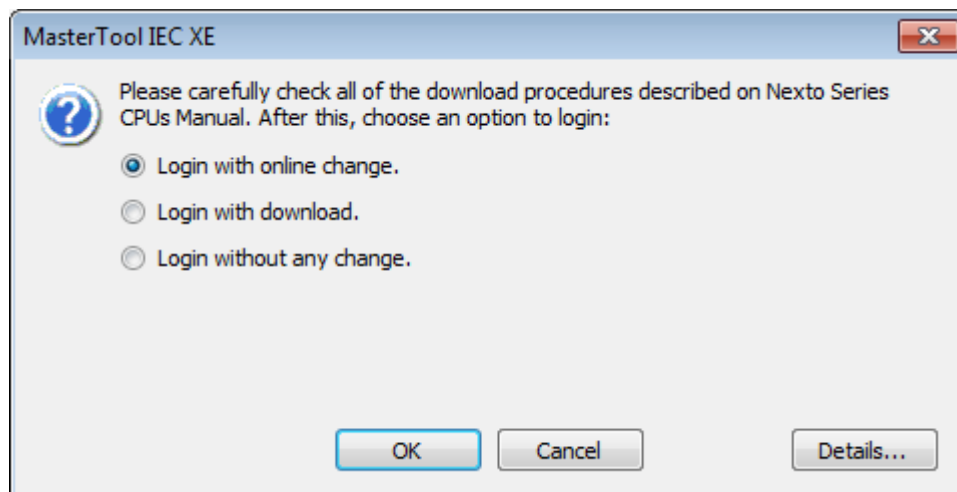 MasterTool IEC XE
Please carefully check all of the download procedures described on Nexto Series
CPUs Manual. After this, choose an option to login:
Login with online change.
Login with download.
Login without any change.
OK Cancel Details...